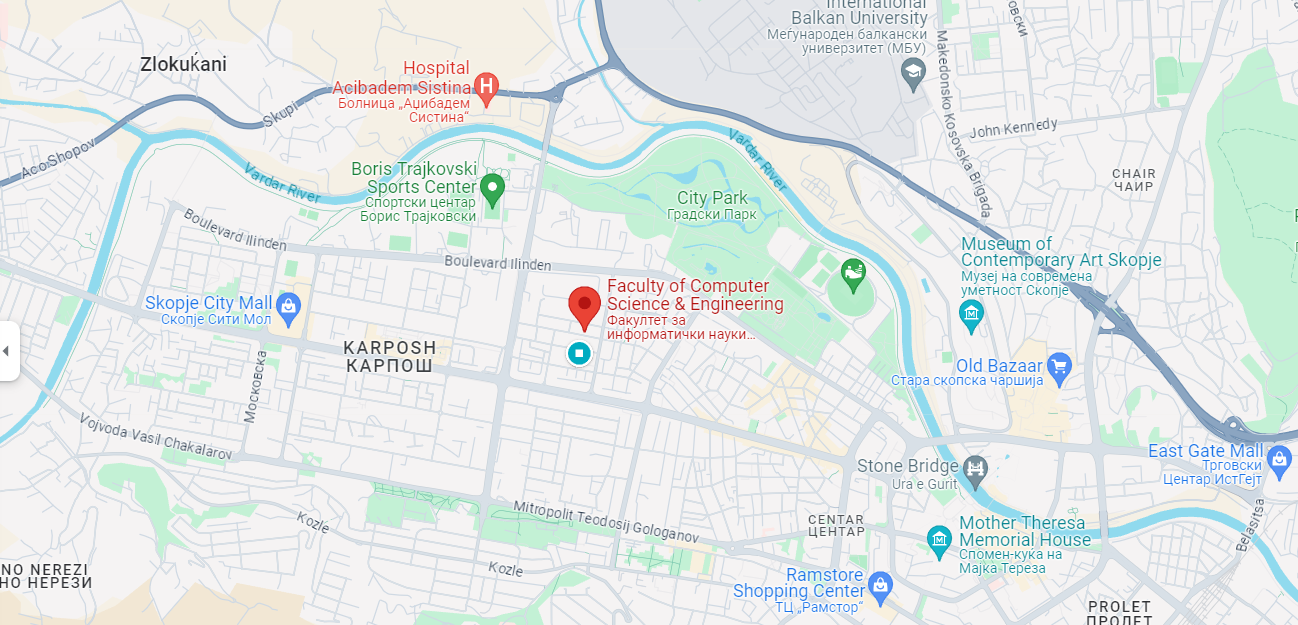 International
Balkan University
Меѓународен балкански
универзитет (МБУ)
Zlokuḱani
Hospital
Acibadem Sistina
Болница „Аџибадем
Систина“
Skupi
Aco Shopov
Vardar River
Vardar River
Makedonsko Kosovska Brigada
John Kennedy
CHAIR
ЧАИР
Boris Trajkovski
Sports Center
Спортски центар
Борис Трајковски
City Park
Градски Парк
Boulevard Ilinden
Boulevard Ilinden
Museum of
Contemporary Art Skopje
Музеј на современа
уметност Скопје
Faculty of Computer
Science & Engineering
Факултет за
информатички науки...
Skopje City Mall
Скопје Сити Мол
KARPOSH
КАРПОШ
Московска
Old Bazaar
Стара скопска чаршија
Vojvoda Vasil Chakalarov
Stone Bridge
Ura e Gurit
East Gate Mall
Трговски
Центар ИстГејт
Mitropolit Teodosij Gologanov
Kozle
Kozle
CENTAR
ЦЕНТАР
Mother Theresa
Memorial House
Спомен-куќа на
Мајка Тереза
Belasitsa
NO NEREZI
НО НЕРЕЗИ
Ramstore
Shopping Center
ТЦ „Рамстор“
PROLET
ПРОЛЕТ